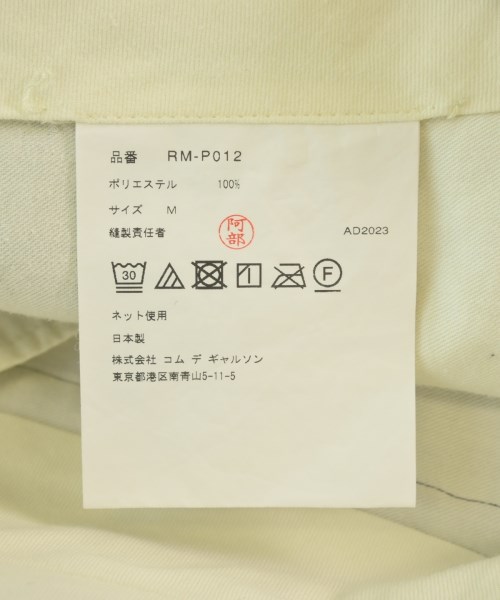 品番 RM-P012
ポリエステル 100%
サイズ M
縫製責任者 阿部 AD2023
30 F
ネット使用
日本製
株式会社 コム デ ギャルソン
東京都港区南青山5-11-5